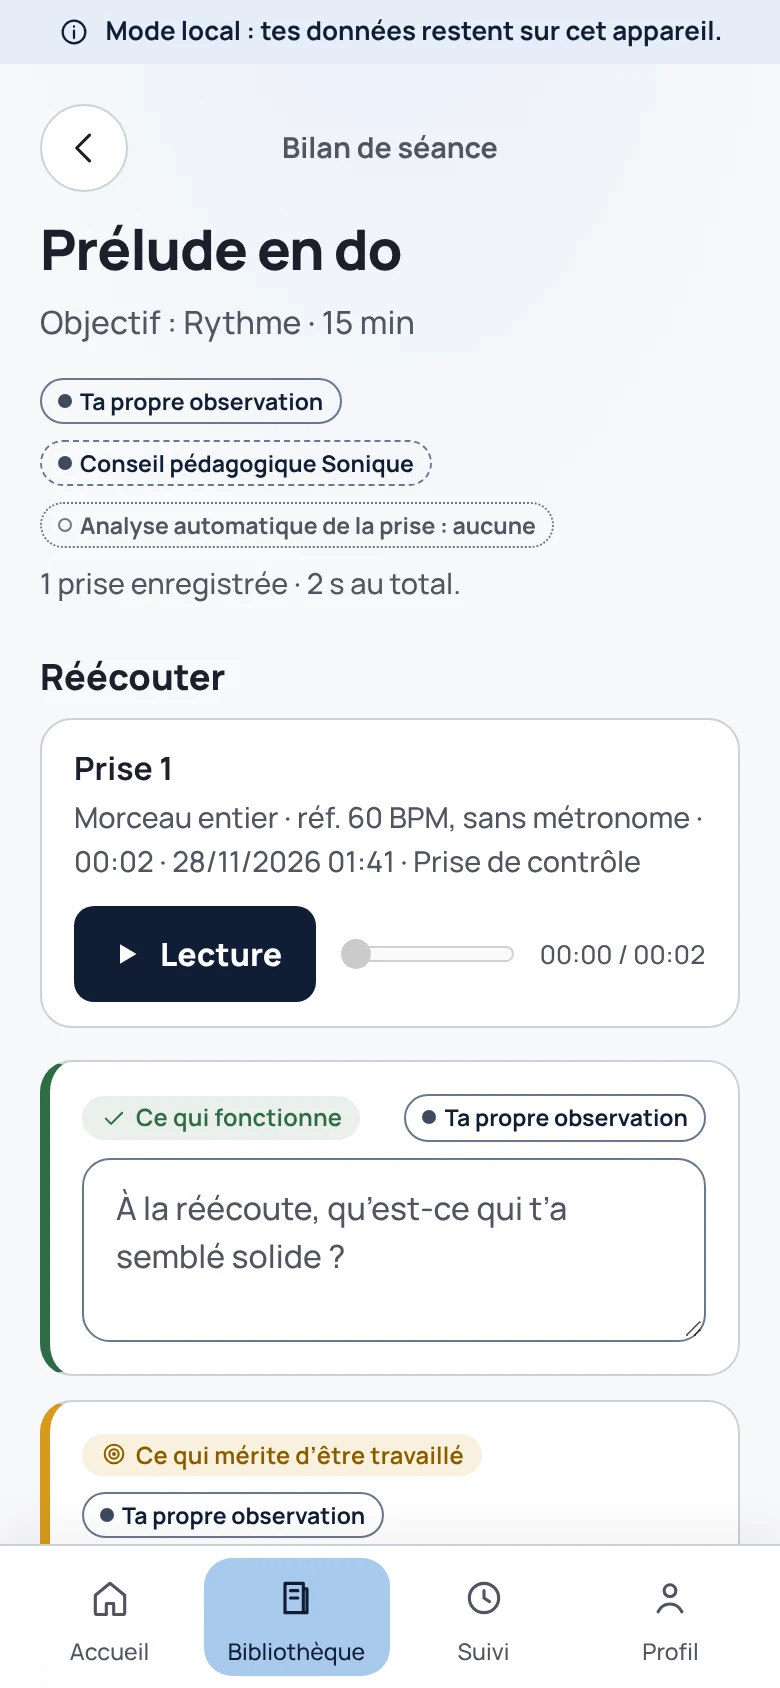 Mode local : tes données restent sur cet appareil.
Bilan de séance
Prélude en do
Objectif : Rythme · 15 min
Ta propre observation
Conseil pédagogique Sonique
Analyse automatique de la prise : aucune
1 prise enregistrée · 2 s au total.
Réécouter
Prise 1
Morceau entier · réf. 60 BPM, sans métronome ·
00:02 · 28/11/2026 01:41 · Prise de contrôle
Lecture
00:00 / 00:02
Ce qui fonctionne
Ta propre observation
À la réécoute, qu’est-ce qui t’a
semblé solide ?
Ce qui mérite d’être travaillé
Ta propre observation
Accueil
Bibliothèque
Suivi
Profil